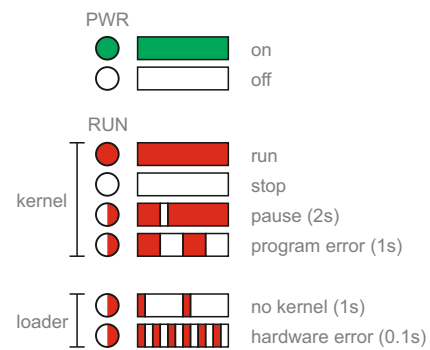 PWR
on
off
RUN
kernel
run
stop
pause (2s)
program error (1s)
loader
no kernel (1s)
hardware error (0.1s)